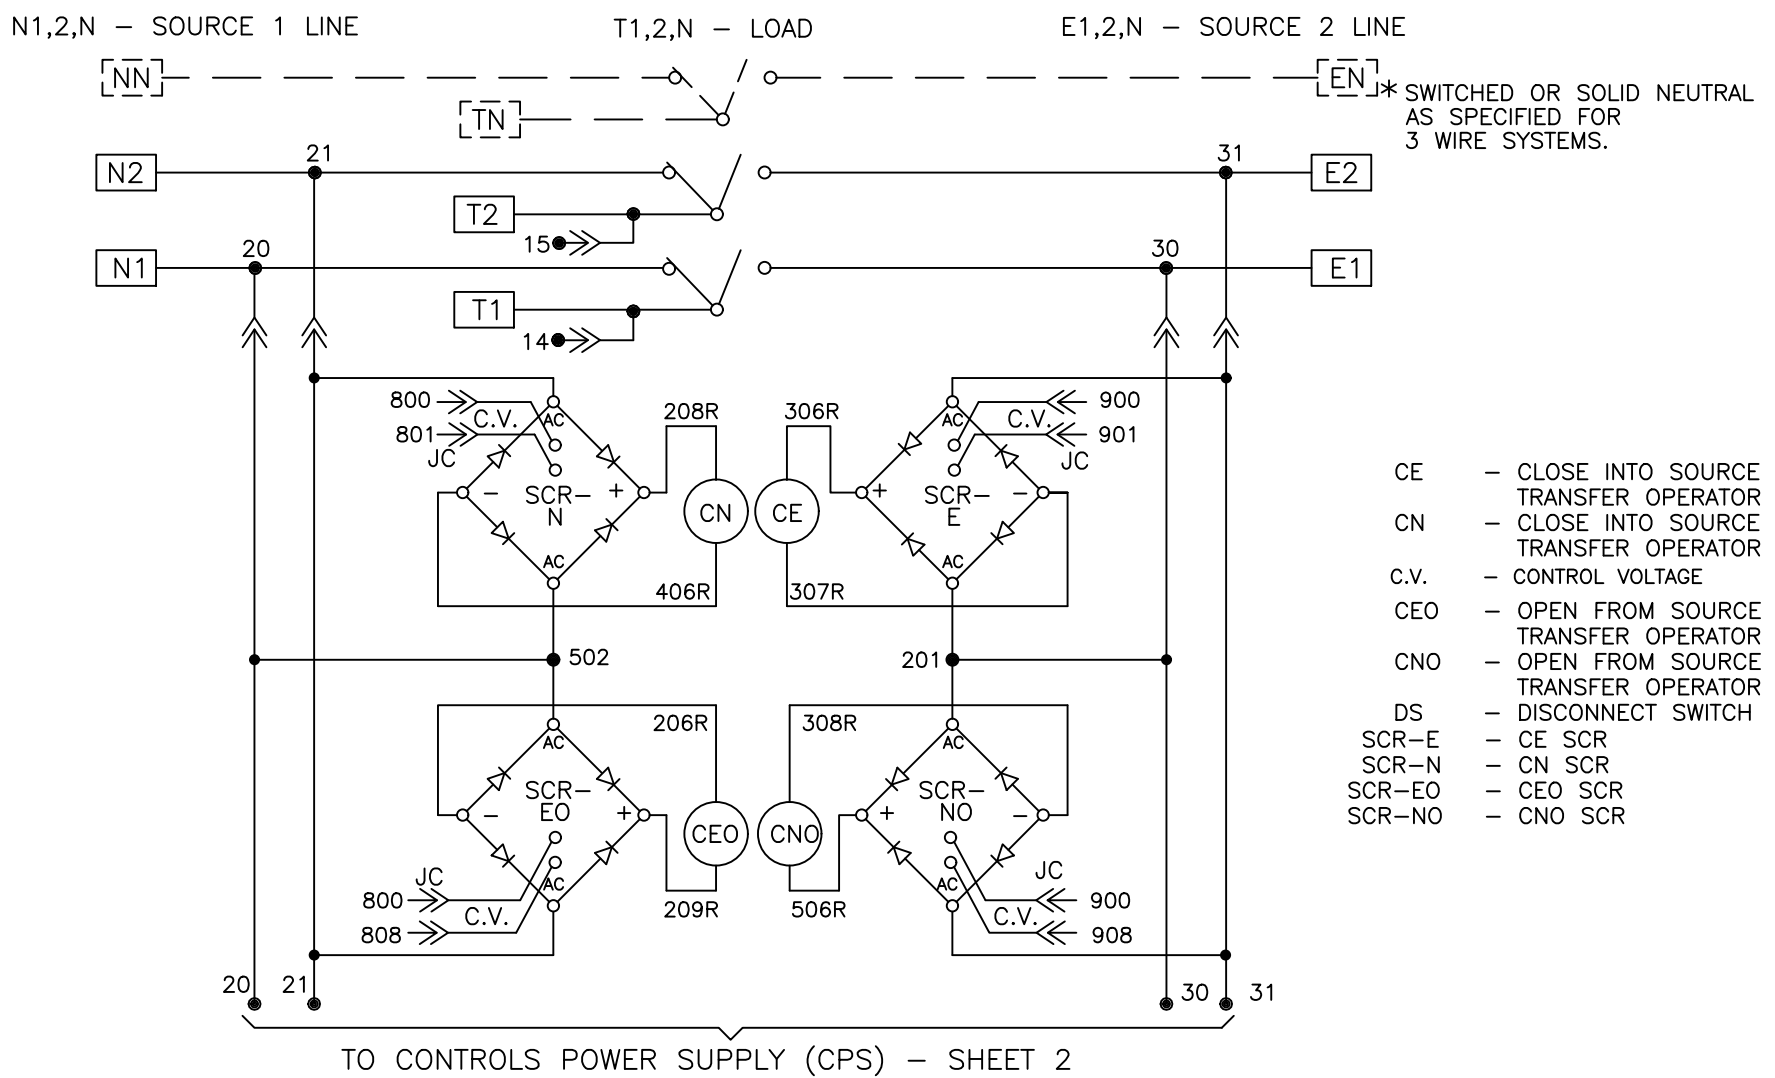 N1,2,N – SOURCE 1 LINE
T1,2,N – LOAD
E1,2,N – SOURCE 2 LINE
NN
EN
* SWITCHED OR SOLID NEUTRAL
AS SPECIFIED FOR
3 WIRE SYSTEMS.
TN
N2
21
31
E2
T2
15
N1
20
30
E1
T1
14
800
C.V.
AC
801
JC
208R
306R
AC
C.V.
900
901
JC
–
SCR–
N
+
CN
CE
+
SCR–
E
–
AC
406R
307R
AC
502
201
206R
308R
AC
AC
SCR–
EO
–
+
CEO
CNO
+
SCR–
NO
–
JC
AC
800
C.V.
808
209R
506R
AC
JC
900
C.V.
908
20
21
30
31
TO CONTROLS POWER SUPPLY (CPS) – SHEET 2
CE – CLOSE INTO SOURCE
TRANSFER OPERATOR
CN – CLOSE INTO SOURCE
TRANSFER OPERATOR
C.V. – CONTROL VOLTAGE
CEO – OPEN FROM SOURCE
TRANSFER OPERATOR
CNO – OPEN FROM SOURCE
TRANSFER OPERATOR
DS – DISCONNECT SWITCH
SCR–E – CE SCR
SCR–N – CN SCR
SCR–EO – CEO SCR
SCR–NO – CNO SCR